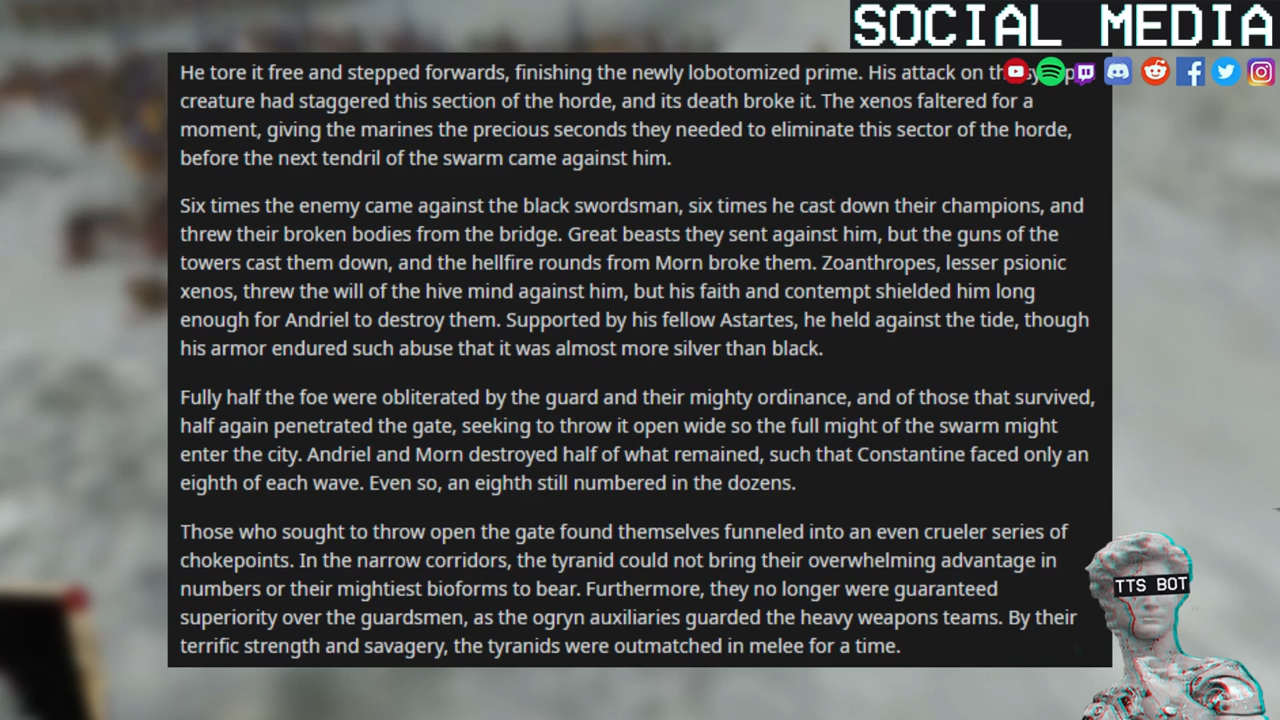 SOCIAL MEDIA
He tore it free and stepped forwards, finishing the newly lobotomized prime. His attack on
creature had staggered this section of the horde, and its death broke it. The xenos faltered for a
moment, giving the marines the precious seconds they needed to eliminate this sector of the horde,
before the next tendril of the swarm came against him.
Six times the enemy came against the black swordsman, six times he cast down their champions, and
threw their broken bodies from the bridge. Great beasts they sent against him, but the guns of the
towers cast them down, and the hellfire rounds from Morn broke them. Zoanthropes, lesser psionic
xenos, threw the will of the hive mind against him, but his faith and contempt shielded him long
enough for Andriel to destroy them. Supported by his fellow Astartes, he held against the tide, though
his armor endured such abuse that it was almost more silver than black.
Fully half the foe were obliterated by the guard and their mighty ordinance, and of those that survived,
half again penetrated the gate, seeking to throw it open wide so the full might of the swarm might
enter the city. Andriel and Morn destroyed half of what remained, such that Constantine faced only an
eighth of each wave. Even so, an eighth still numbered in the dozens.
Those who sought to throw open the gate found themselves funneled into an even crueler series of
chokepoints. In the narrow corridors, the tyranid could not bring their overwhelming advantage in
numbers or their mightiest bioforms to bear. Furthermore, they no longer were guaranteed
superiority over the guardsmen, as the ogryn auxiliaries guarded the heavy weapons teams. By their
terrific strength and savagery, the tyranids were outmatched in melee for a time.
TTS BOT